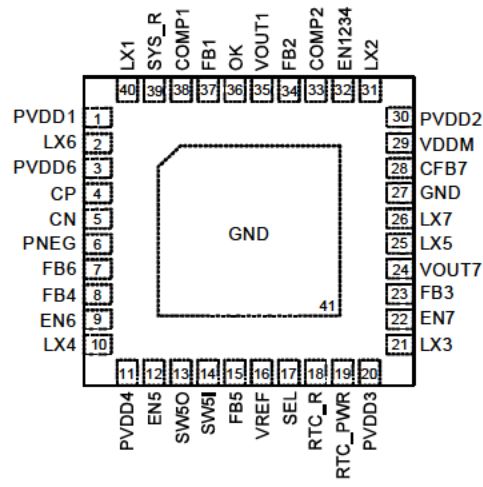 LX1
SYS_R
COMP1
FB1
OK
VOUT1
FB2
COMP2
EN1234
LX2
40
39
38
37
36
35
34
33
32
31
PVDD1 1
LX6 2
PVDD6 3
CP 4
CN 5
PNEG 6
FB6 7
FB4 8
EN6 9
LX4 10
GND
41
30 PVDD2
29 VDDM
28 CFB7
27 GND
26 LX7
25 LX5
24 VOUT7
23 FB3
22 EN7
21 LX3
11
12
13
14
15
16
17
18
19
20
PVDD4
EN5
SW5O
SW5I
FB5
VREF
SEL
RTC_R
RTC_PWR
PVDD3